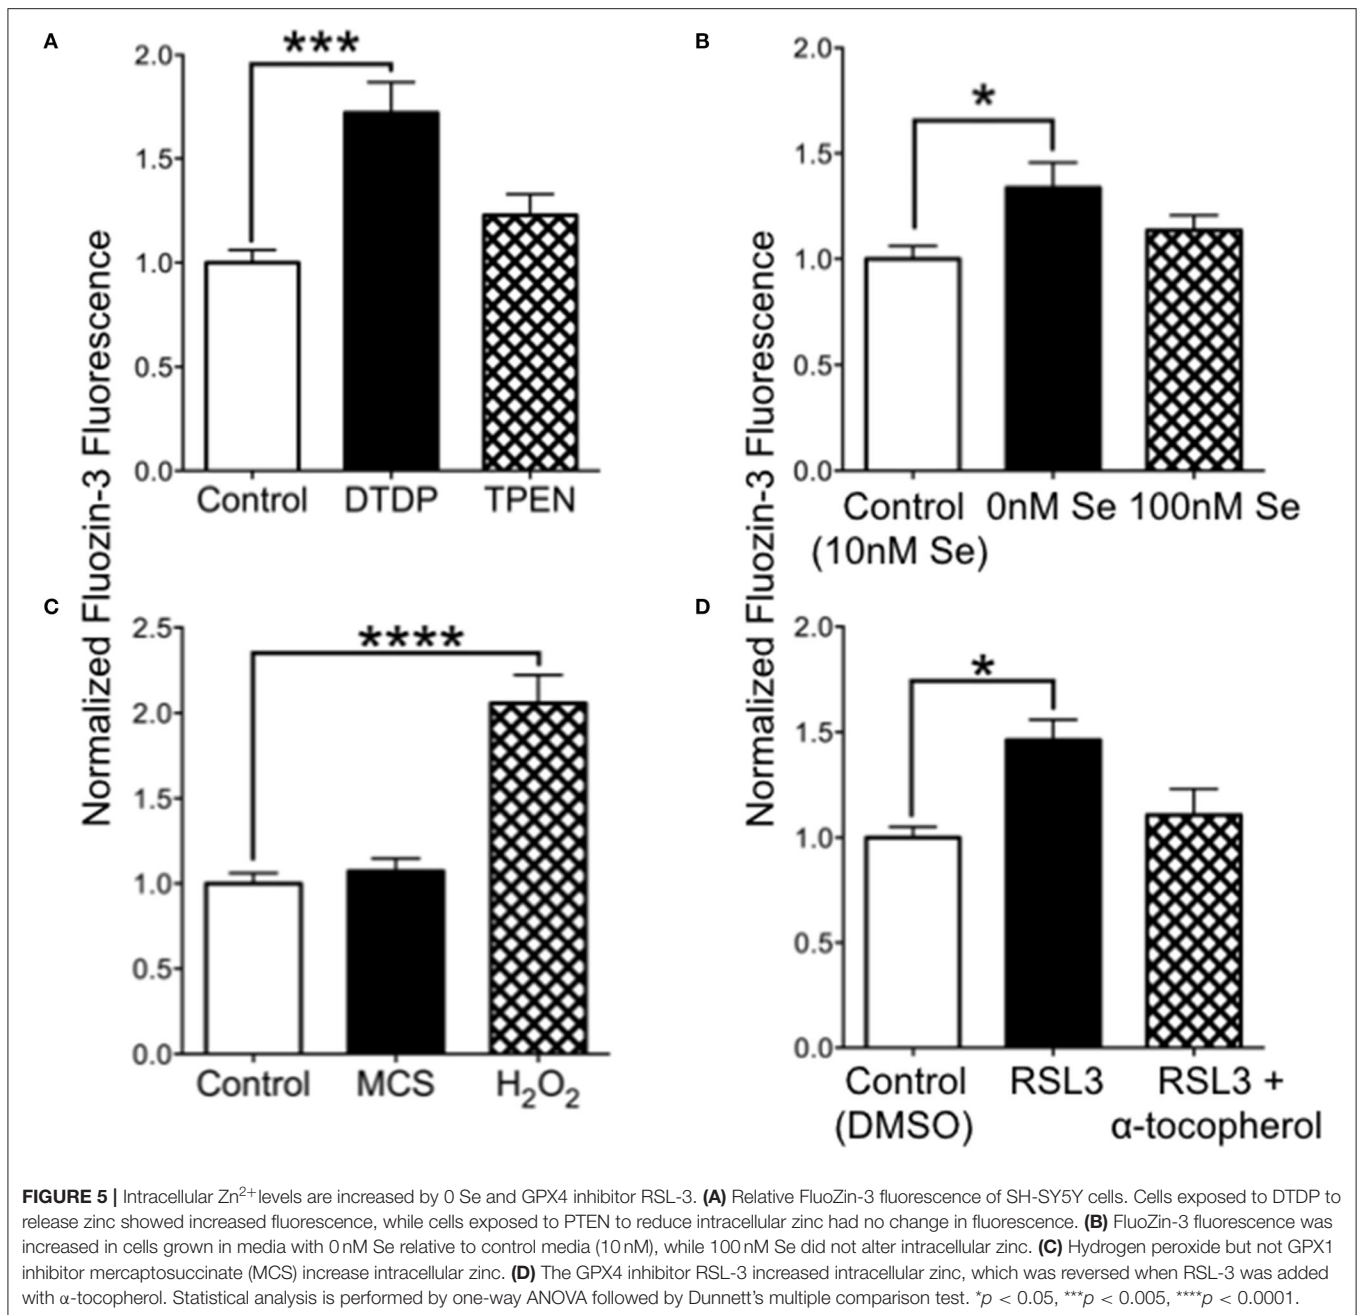 A
***
2.0
1.5
1.0
0.5
0.0
Control DTDP TPEN
B
*
2.0
1.5
1.0
0.5
0.0
Control 0nM Se 100nM Se
(10nM Se)
Normalized Fluozin-3 Fluorescence
Normalized Fluozin-3 Fluorescence
C
****
2.5
2.0
1.5
1.0
0.5
0.0
Control MCS H₂O₂
D
*
2.0
1.5
1.0
0.5
0.0
Control RSL3 RSL3 +
(DMSO) α-tocopherol
FIGURE 5 | Intracellular Zn²⁺levels are increased by 0 Se and GPX4 inhibitor RSL-3. (A) Relative FluoZin-3 fluorescence of SH-SY5Y cells. Cells exposed to DTDP to
release zinc showed increased fluorescence, while cells exposed to PTEN to reduce intracellular zinc had no change in fluorescence. (B) FluoZin-3 fluorescence was
increased in cells grown in media with 0 nM Se relative to control media (10 nM), while 100 nM Se did not alter intracellular zinc. (C) Hydrogen peroxide but not GPX1
inhibitor mercaptosuccinate (MCS) increase intracellular zinc. (D) The GPX4 inhibitor RSL-3 increased intracellular zinc, which was reversed when RSL-3 was added
with α-tocopherol. Statistical analysis is performed by one-way ANOVA followed by Dunnett's multiple comparison test. *p < 0.05, ***p < 0.005, ****p < 0.0001.